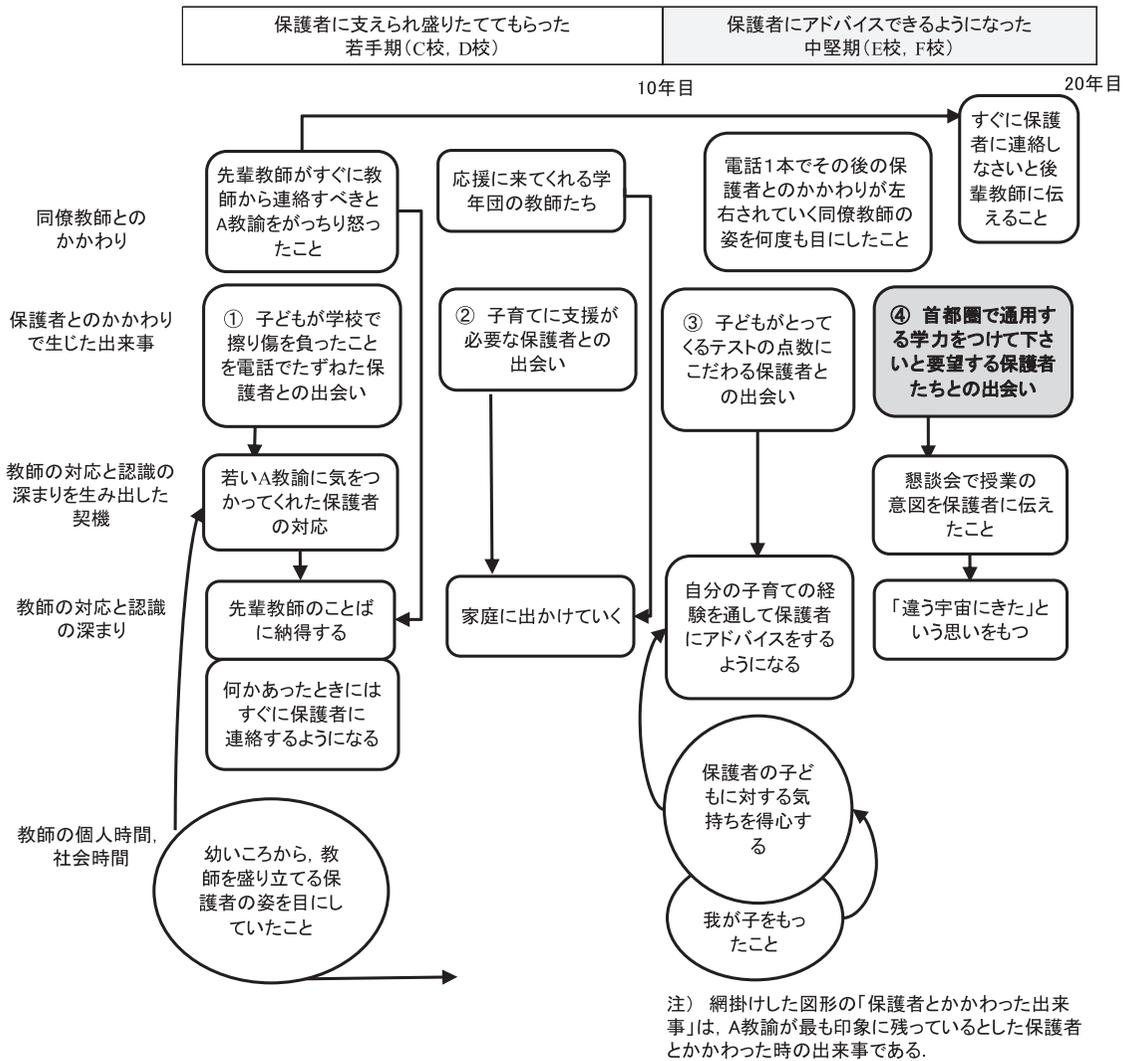 保護者に支えられ盛りたててもらった
若手期(C校, D校)
保護者にアドバイスできるようになった
中堅期(E校, F校)
10年目
20年目
同僚教師との
かかわり
先輩教師がすぐに教
師から連絡すべきと
A教諭をがっちり怒っ
たこと
応援に来てくれる学
年団の教師たち
電話1本でその後の保
護者とのかかわりが左
右されていく同僚教師の
姿を何度も目にしたこと
すぐに保護
者に連絡し
なさいと後
輩教師に伝
えること
保護者とのかかわり
で生じた出来事
① 子どもが学校で
擦り傷を負ったこと
を電話でたずねた保
護者との出会い
② 子育てに支援が
必要な保護者との
出会い
③ 子どもがとって
くるテストの点数に
こだわる保護者と
の出会い
④ 首都圏で通用す
る学力をつけて下さ
いと要望する保護者
たちとの出会い
教師の対応と認識の
深まりを生み出した
契機
若いA教諭に気をつ
かってくれた保護者
の対応
懇談会で授業の
意図を保護者に伝え
たこと
教師の対応と認識
の深まり
先輩教師のことば
に納得する
何かあったときには
すぐに保護者に
連絡するようになる
家庭に出かけていく
自分の子育ての経
験を通して保護者
にアドバイスをする
ようになる
「違う宇宙にきた」と
いう思いをもつ
教師の個人時間,
社会時間
幼いころから, 教
師を盛り立てる保
護者の姿を目にし
ていたこと
保護者の子ど
もに対する気
持ちを得心す
る
我が子をもっ
たこと
注) 網掛けした図形の「保護者とかかわった出来
事」は, A教諭が最も印象に残っているとした保護者
とかかわった時の出来事である.